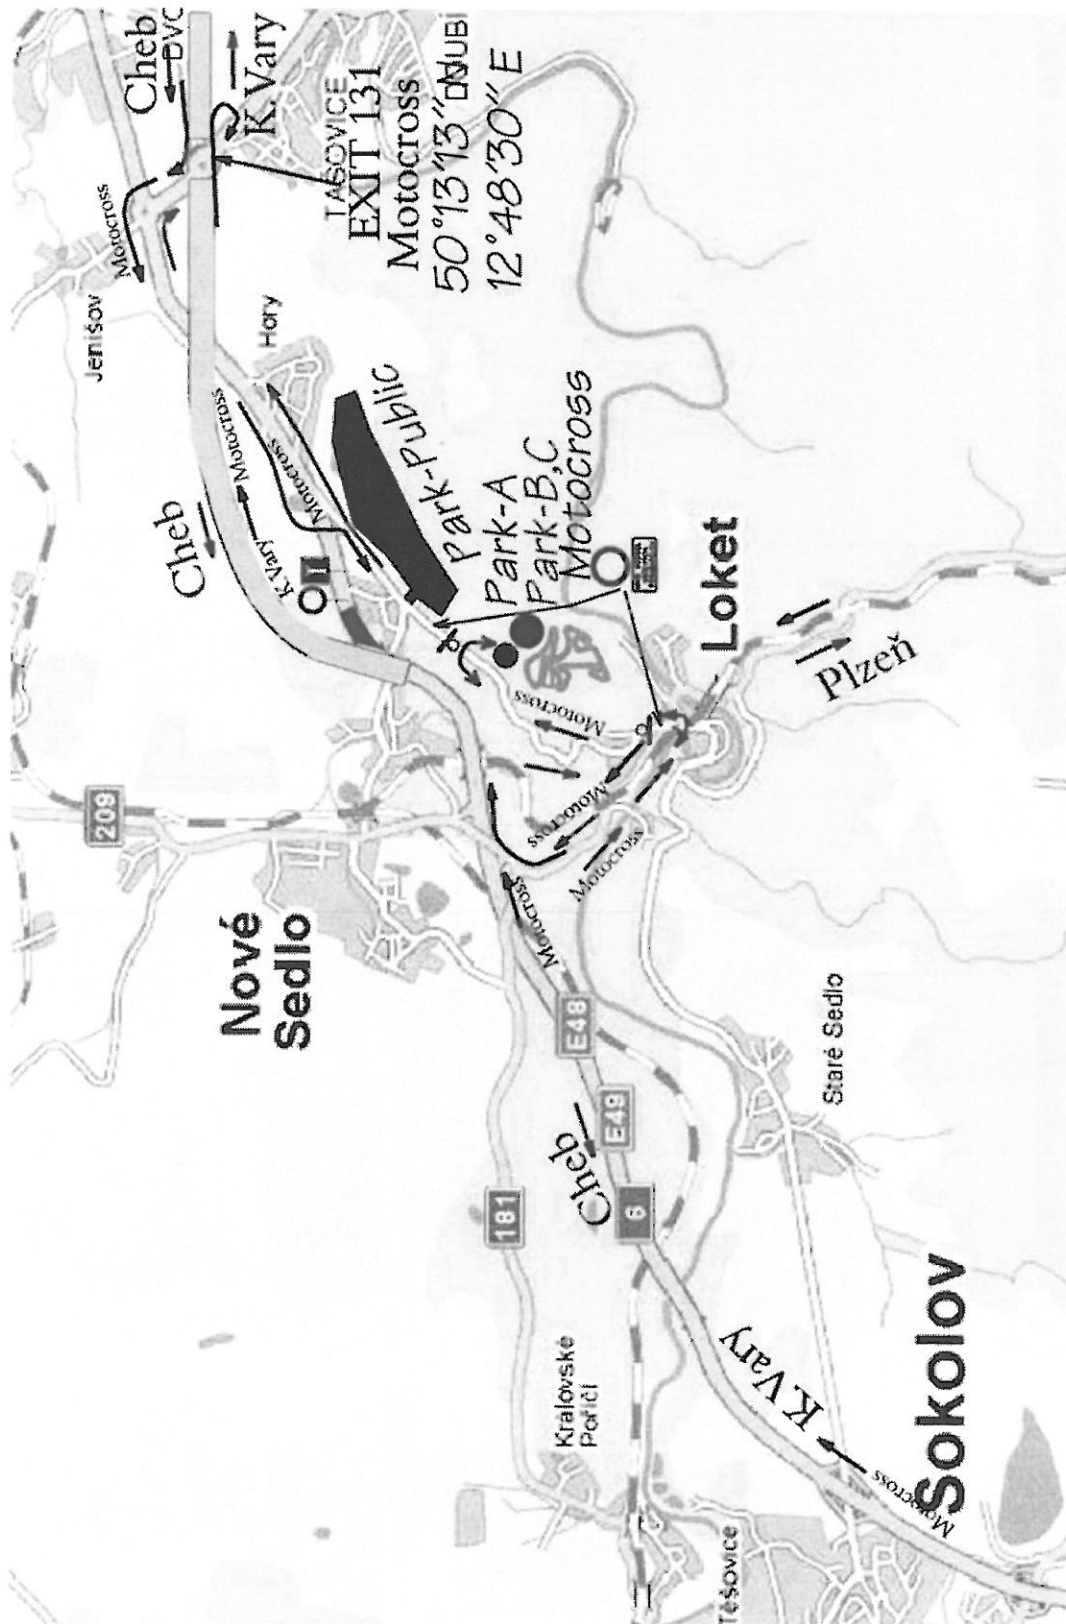 Cheb
K. Vary
TAŠOVICE
EXIT 131
Motocross
50°13'13" N
12°48'30" E
Motocross
Jenišov
Hory
Cheb
Motocross
K. Vary
Motocross
Park-Public
Park-A
Park-B,C
Motocross
Loket
Plzeň
Motocross
Motocross
Motocross
Motocross
209
Nové
Sedlo
E48
E49
6
181
Cheb
Staré Sedlo
Královské
Poříčí
K. Vary
Sokolov
Motocross
Těšovice